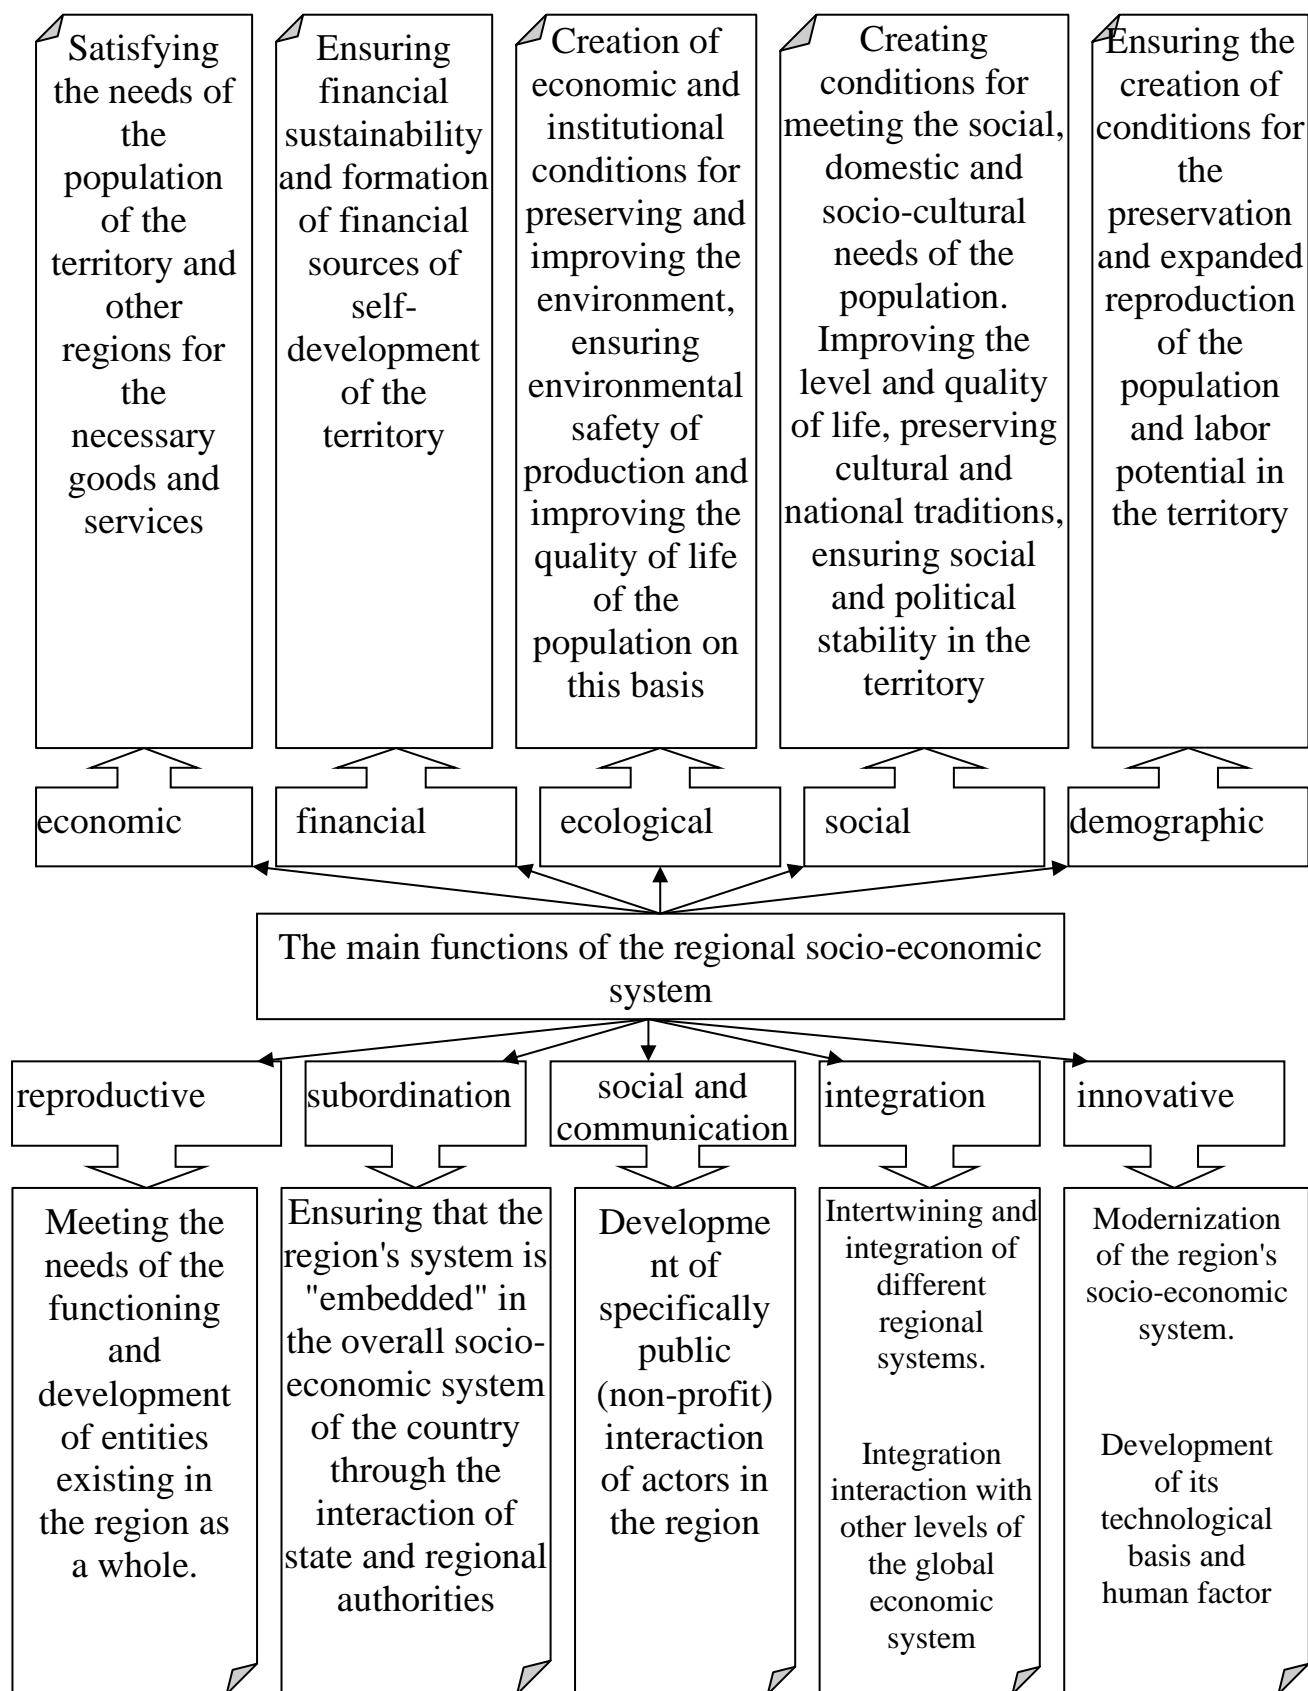 Satisfying
the needs of
the
population
of the
territory and
other
regions for
the
necessary
goods and
services
Ensuring
financial
sustainability
and formation
of financial
sources of
self-
development
of the
territory
Creation of
economic and
institutional
conditions for
preserving and
improving the
environment,
ensuring
environmental
safety of
production and
improving the
quality of life
of the
population on
this basis
Creating
conditions for
meeting the social,
domestic and
socio-cultural
needs of the
population.
Improving the
level and quality
of life, preserving
cultural and
national traditions,
ensuring social
and political
stability in the
territory
Ensuring the
creation of
conditions for
the
preservation
and expanded
reproduction
of the
population
and labor
potential in
the territory
economic
financial
ecological
social
demographic
The main functions of the regional socio-economic
system
reproductive
subordination
social and
communication
integration
innovative
Meeting the
needs of the
functioning
and
development
of entities
existing in
the region as
a whole.
Ensuring that the
region's system is
"embedded" in
the overall socio-
economic system
of the country
through the
interaction of
state and regional
authorities
Developme
nt of
specifically
public
(non-profit)
interaction
of actors in
the region
Intertwining and
integration of
different
regional
systems.
Integration
interaction with
other levels of
the global
economic
system
Modernization
of the region's
socio-economic
system.
Development
of its
technological
basis and
human factor